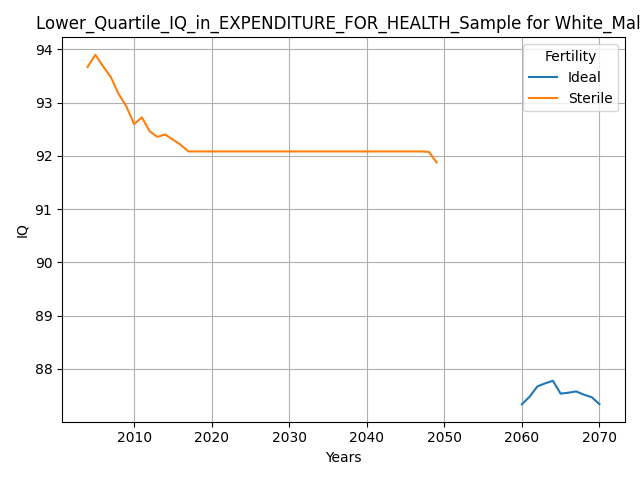 Lower_Quartile_IQ_in_EXPENDITURE_FOR_HEALTH_Sample for White_Mal
94
93
92
91
90
89
88
IQ
Fertility
Ideal
Sterile
2010 2020 2030 2040 2050 2060 2070
Years